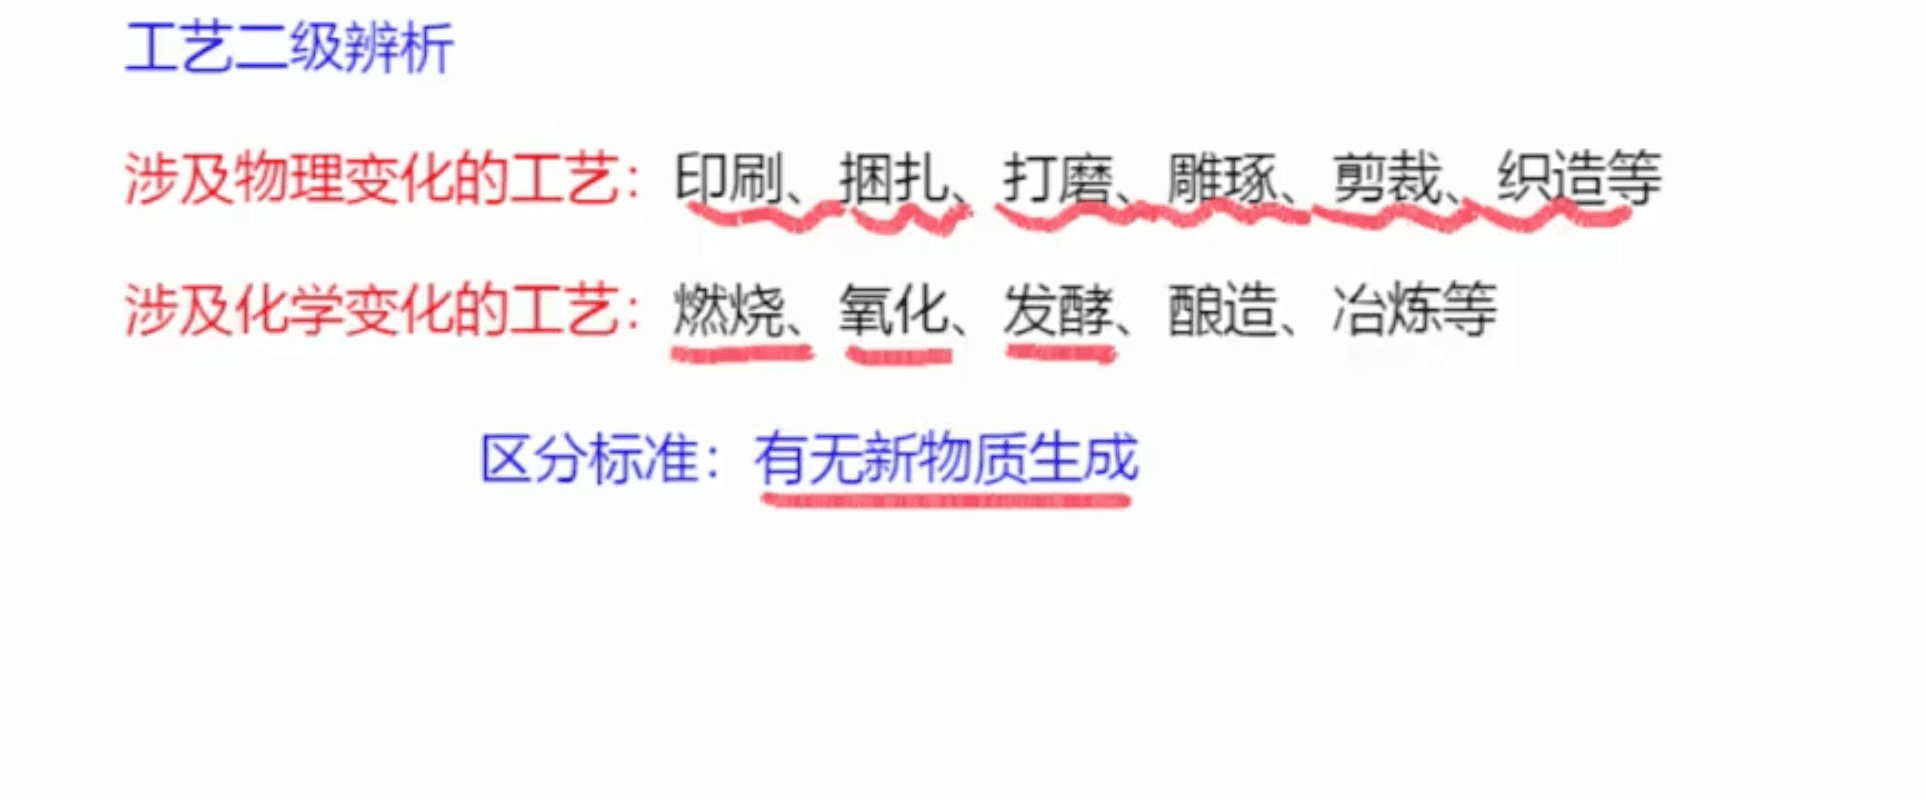 工艺二级辨析
涉及物理变化的工艺：印刷、捆扎、打磨、雕琢、剪裁、织造等
涉及化学变化的工艺：燃烧、氧化、发酵、酿造、冶炼等
区分标准：有无新物质生成